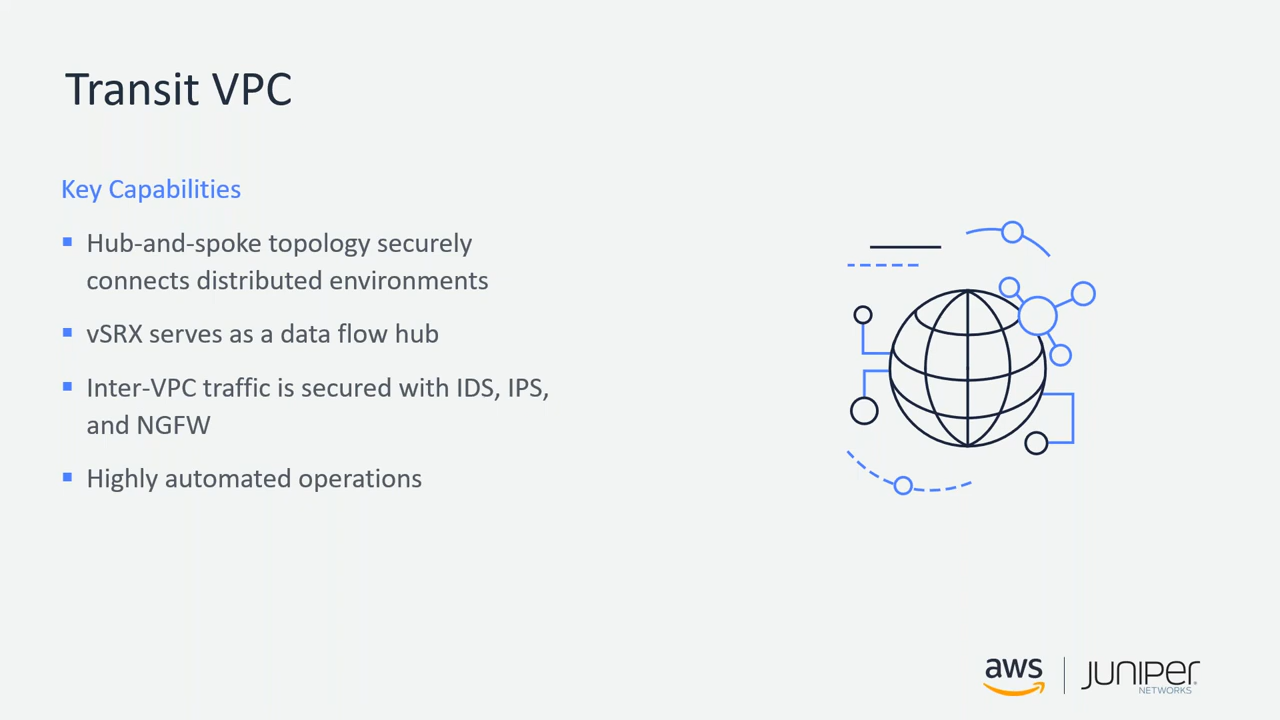 Transit VPC
Key Capabilities
Hub-and-spoke topology securely
connects distributed environments
vSRX serves as a data flow hub
Inter-VPC traffic is secured with IDS, IPS,
and NGFW
Highly automated operations
aws
JUNIPER
NETWORKS